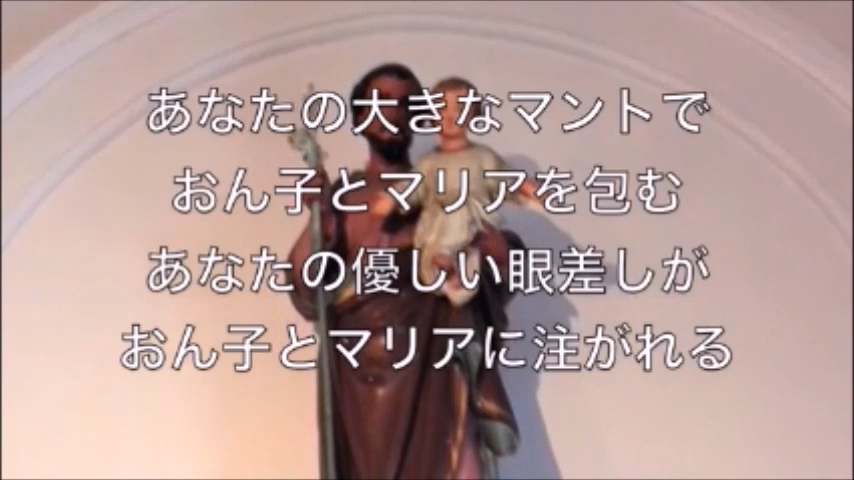 あなたの大きなマントで
おん子とマリアを包む
あなたの優しい眼差しが
おん子とマリアに注がれる